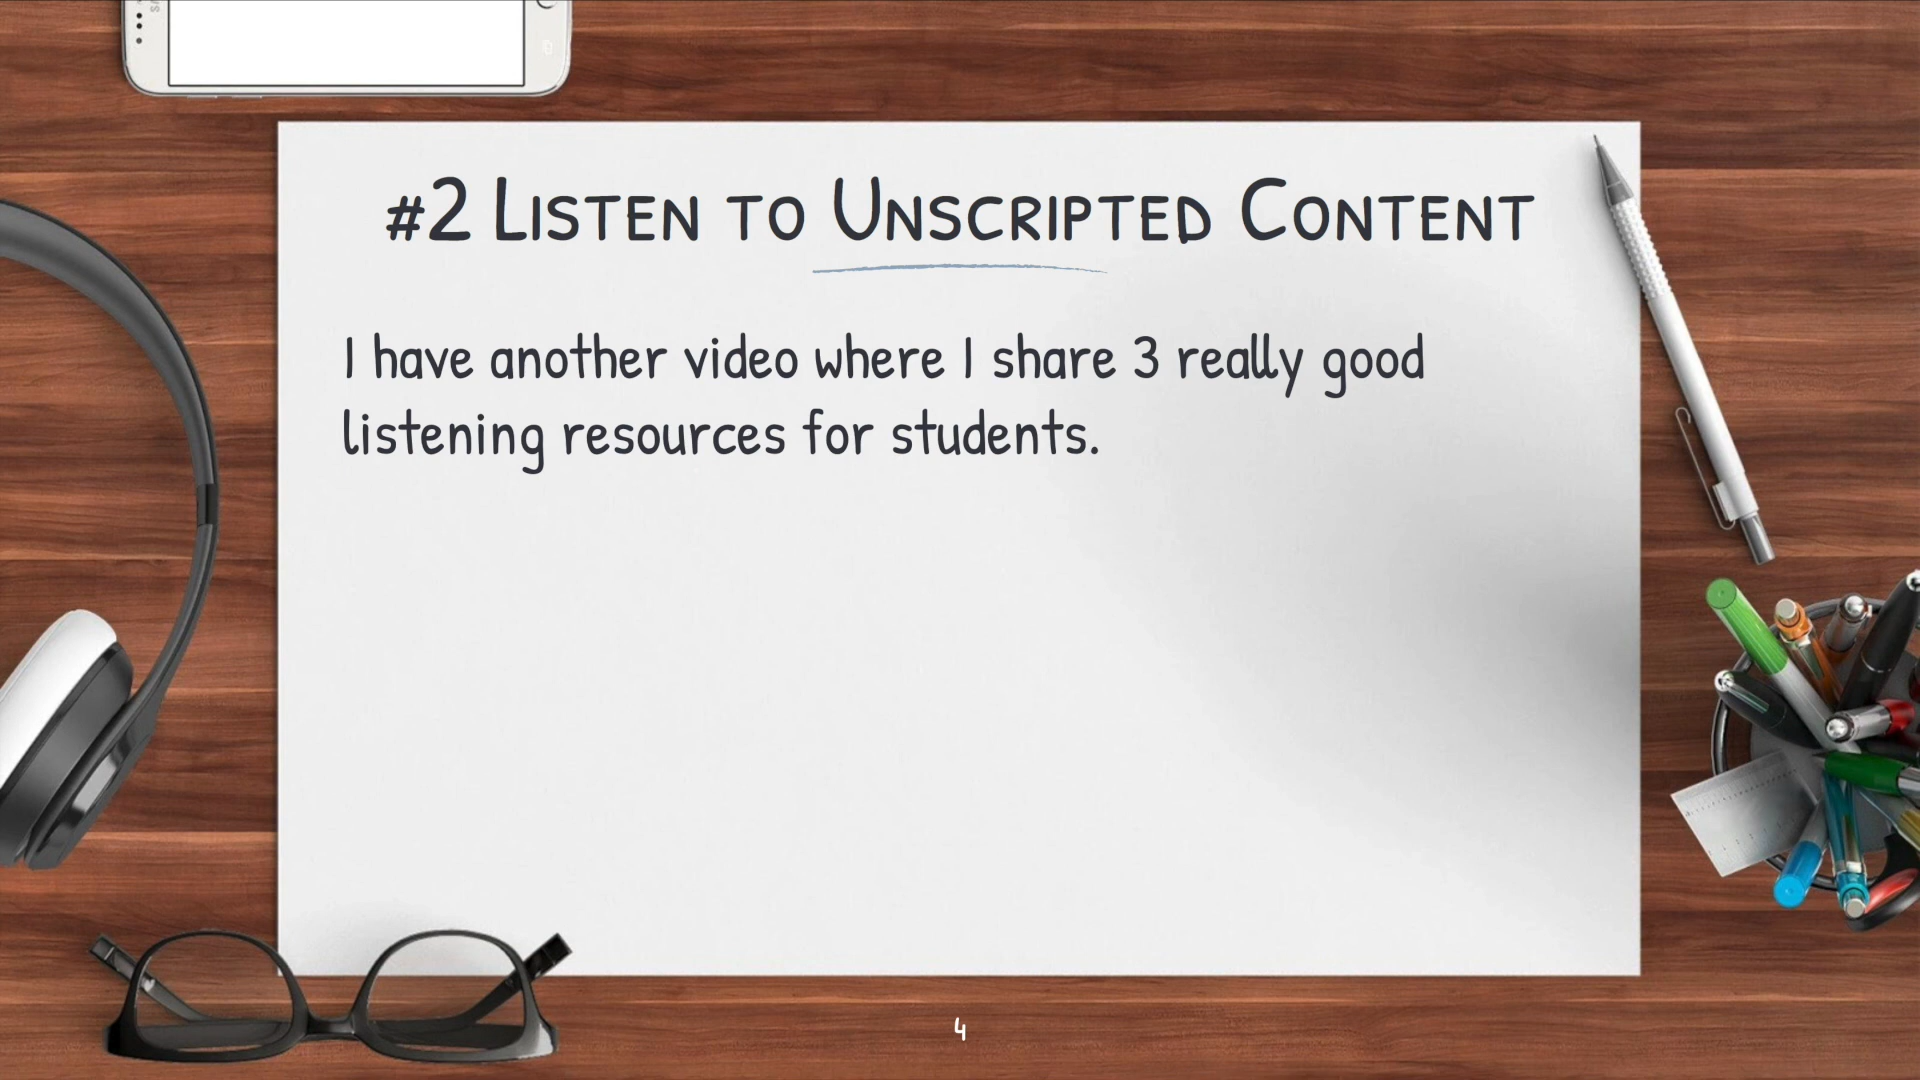 #2 Listen to Unscripted Content
I have another video where I share 3 really good
listening resources for students.
4